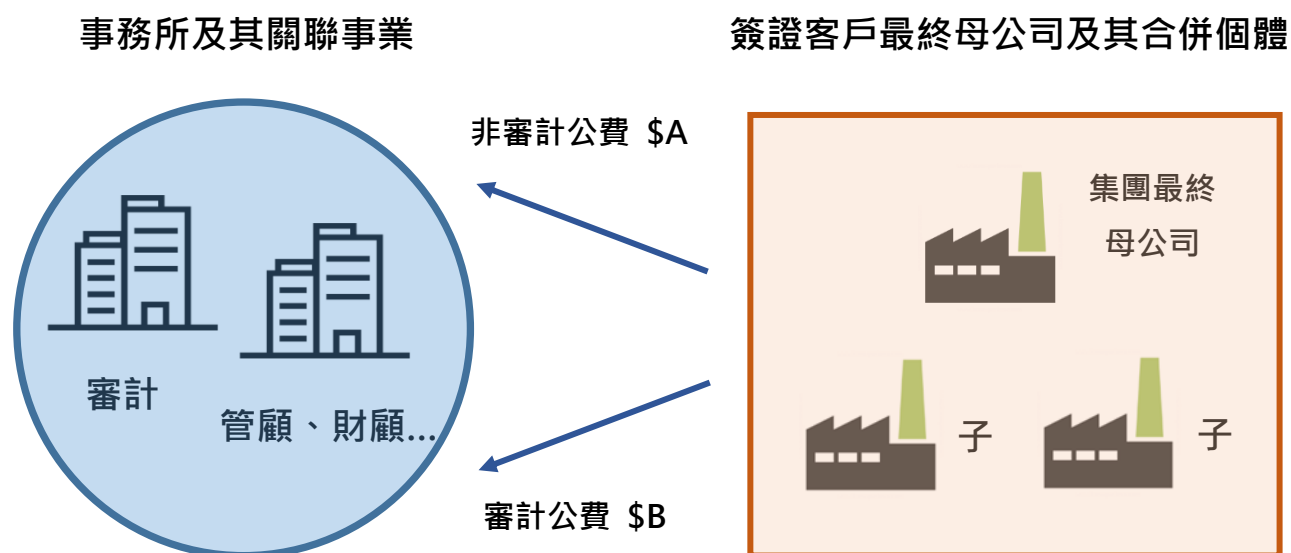 事務所及其關聯事業
簽證客戶最終母公司及其合併個體
非審計公費 $A
集團最終
母公司
審計
管顧、財顧...
子
子
審計公費 $B